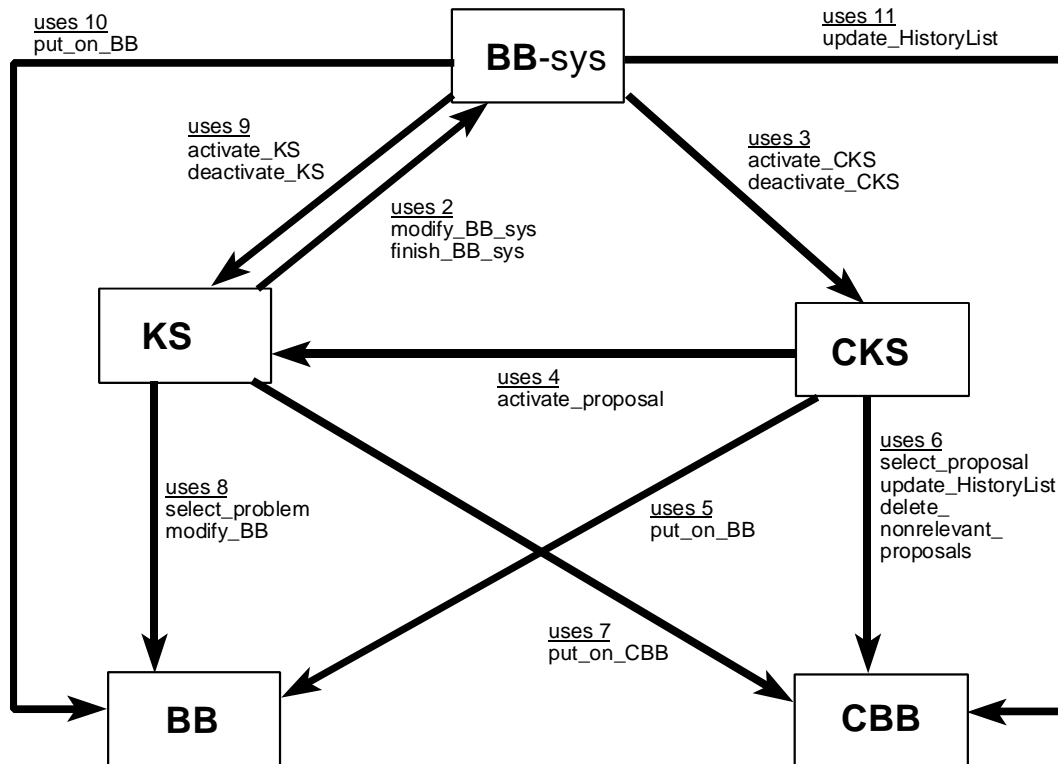 uses 10
put_on_BB
BB-sys
uses 11
update_HistoryList
uses 9
activate_KS
deactivate_KS
uses 3
activate_CKS
deactivate_CKS
uses 2
modify_BB_sys
finish_BB_sys
KS
CKS
uses 4
activate_proposal
uses 6
select_proposal
update_HistoryList
delete_
nonrelevant_
proposals
uses 8
select_problem
modify_BB
uses 5
put_on_BB
uses 7
put_on_CBB
BB
CBB